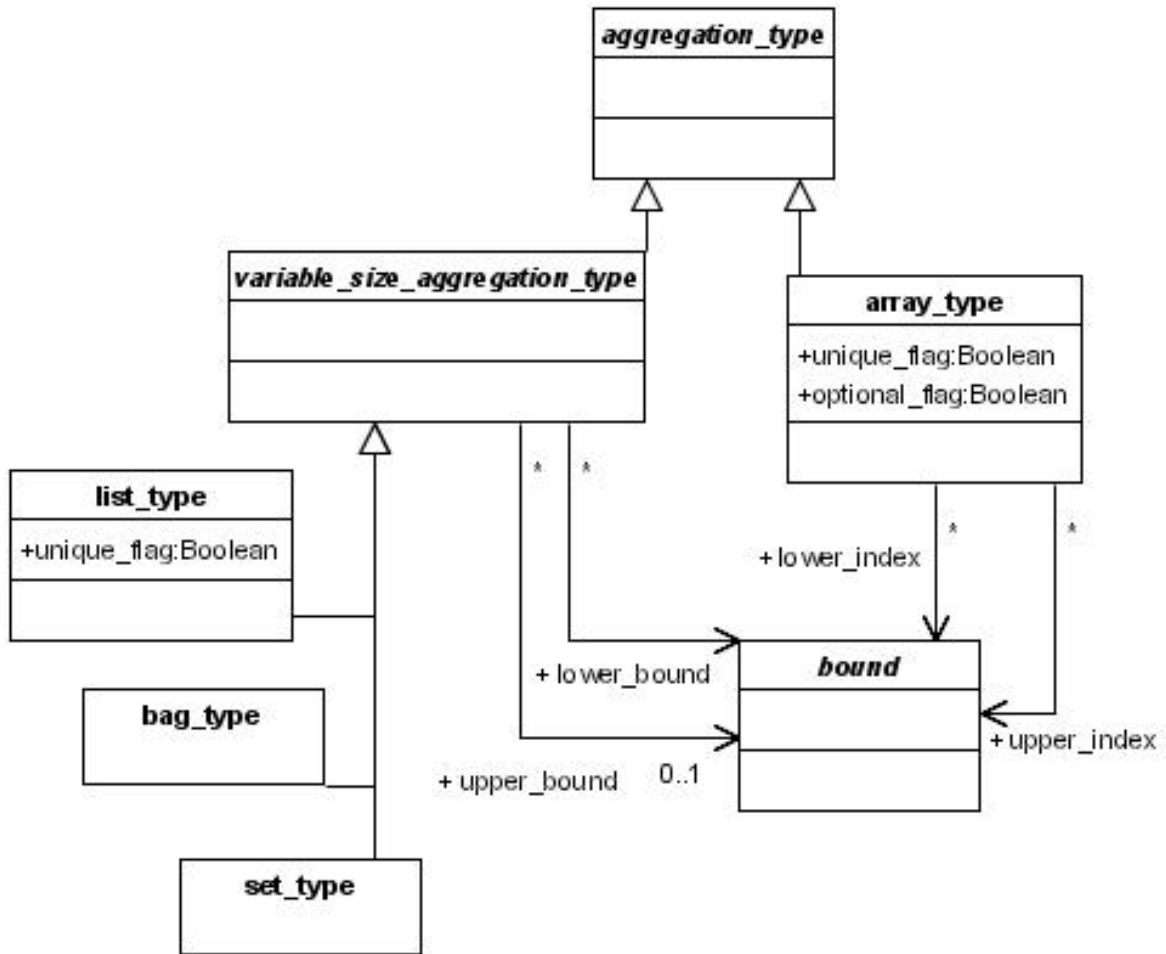 aggregation_type
variable_size_aggregation_type
array_type
+unique_flag:Boolean
+optional_flag:Boolean
*
*
list_type
+unique_flag:Boolean
*
*
+ lower_index
+ lower_bound
bound
bag_type
+ upper_index
+ upper_bound
0..1
set_type